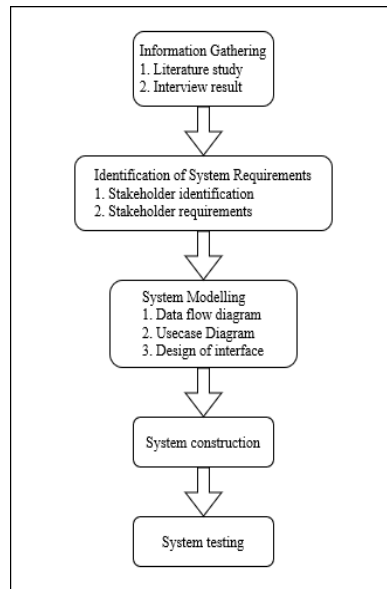 Information Gathering
1. Literature study
2. Interview result
Identification of System Requirements
1. Stakeholder identification
2. Stakeholder requirements
System Modelling
1. Data flow diagram
2. Usecase Diagram
3. Design of interface
System construction
System testing